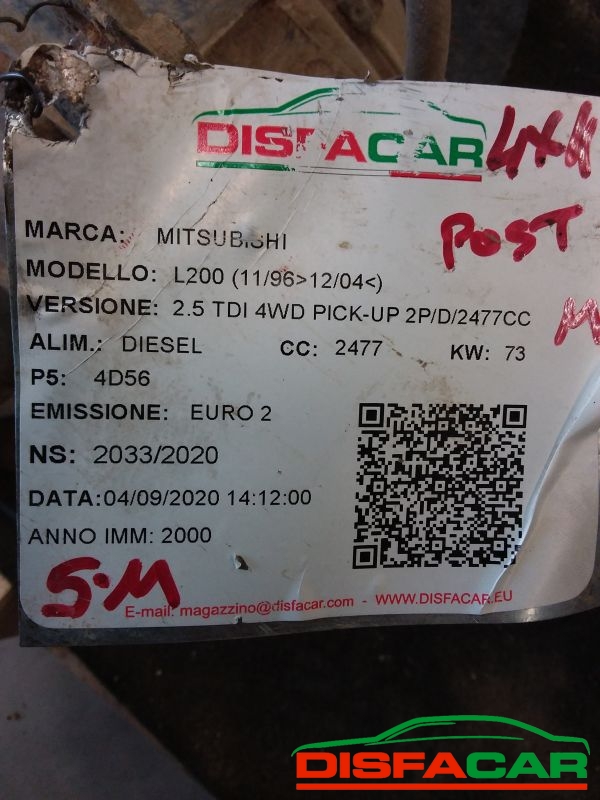 DISFACAR 4X4
POST
MARCA: MITSUBISHI
MODELLO: L200 (11/96>12/04<)
VERSIONE: 2.5 TDI 4WD PICK-UP 2P/D/2477CC
M
ALIM.: DIESEL CC: 2477 KW: 73
P5: 4D56
EMISSIONE: EURO 2
NS: 2033/2020
DATA:04/09/2020 14:12:00
ANNO IMM: 2000
S.M
E-mail: magazzino@disfacar.com - WWW.DISFACAR.EU
DISFACAR